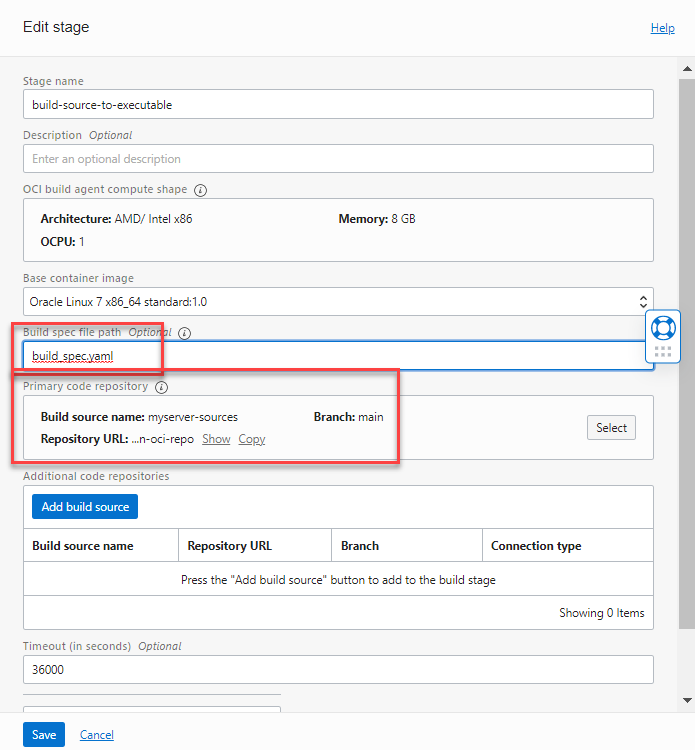 Edit stage
Help
Stage name
build-source-to-executable
Description Optional
Enter an optional description
OCI build agent compute shape
Architecture: AMD/ Intel x86 Memory: 8 GB
OCPU: 1
Base container image
Oracle Linux 7 x86_64 standard:1.0
Build spec file path Optional
build_spec.yaml
Primary code repository
Build source name: myserver-sources Branch: main
Repository URL: ...n-oci-repo Show Copy
Select
Additional code repositories
Add build source
Build source name Repository URL Branch Connection type
Press the "Add build source" button to add to the build stage
Showing 0 Items
Timeout (in seconds) Optional
36000
Save Cancel